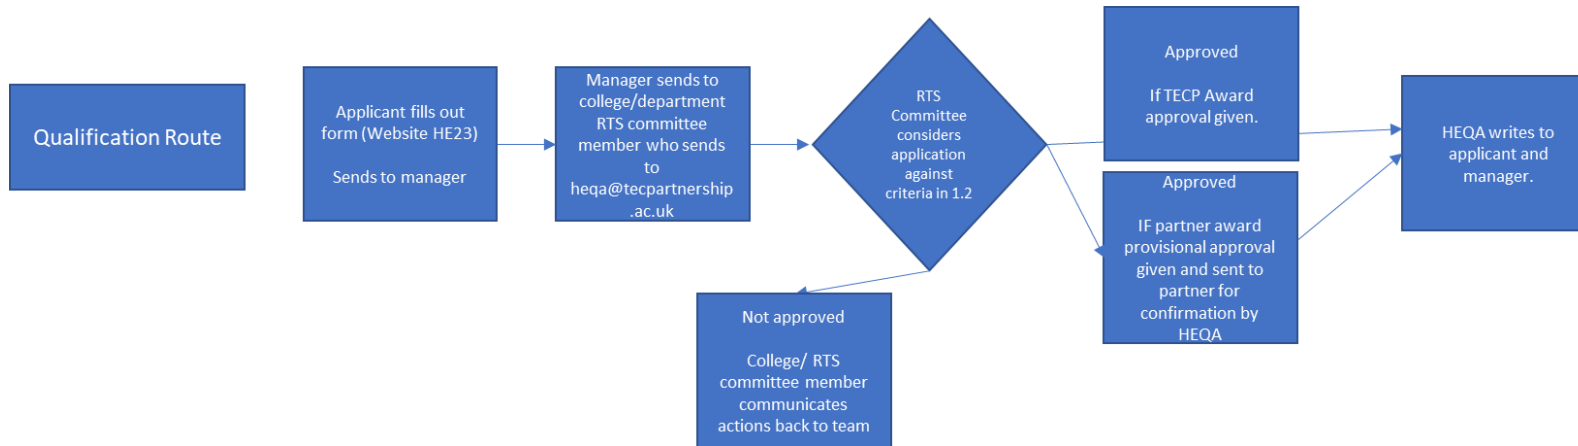 Qualification Route
Applicant fills out
form (Website HE23)
Sends to manager
Manager sends to
college/department
RTS committee
member who sends
to
heqa@tecpartnership
.ac.uk
RTS
Committee
considers
application
against
criteria in 1.2
Approved
If TECP Award
approval given.
Approved
IF partner award
provisional approval
given and sent to
partner for
confirmation by
HEQA
HEQA writes to
applicant and
manager.
Not approved
College/ RTS
committee member
communicates
actions back to team